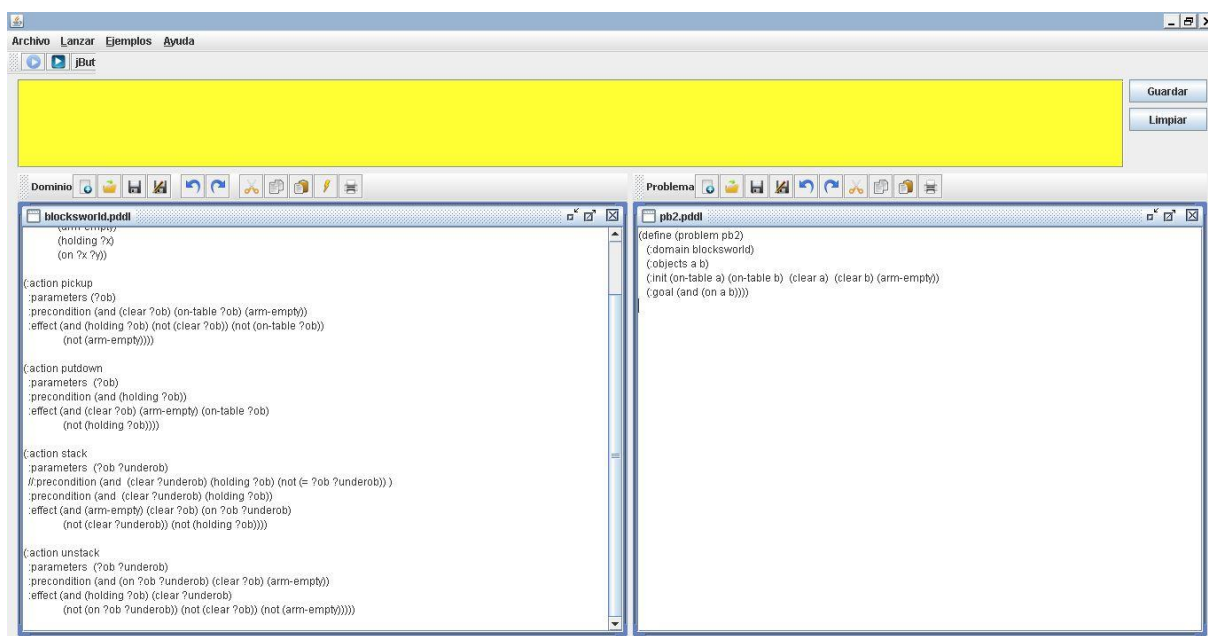 Archivo Lanzar Ejemplos Ayuda
jBut
Guardar
Limpiar
Dominio
Problema
blocksworld.pddl
(arm-empty)
(holding ?x)
(on ?x ?y))
(:action pickup
:parameters (?ob)
:precondition (and (clear ?ob) (on-table ?ob) (arm-empty))
:effect (and (holding ?ob) (not (clear ?ob)) (not (on-table ?ob))
(not (arm-empty))))
(:action putdown
:parameters (?ob)
:precondition (and (holding ?ob))
:effect (and (clear ?ob) (arm-empty) (on-table ?ob)
(not (holding ?ob))))
(:action stack
:parameters (?ob ?underob)
//:precondition (and (clear ?underob) (holding ?ob) (not (= ?ob ?underob)) )
:precondition (and (clear ?underob) (holding ?ob))
:effect (and (arm-empty) (clear ?ob) (on ?ob ?underob)
(not (clear ?underob)) (not (holding ?ob))))
(:action unstack
:parameters (?ob ?underob)
:precondition (and (on ?ob ?underob) (clear ?ob) (arm-empty))
:effect (and (holding ?ob) (clear ?underob)
(not (on ?ob ?underob)) (not (clear ?ob)) (not (arm-empty)))))
pb2.pddl
(define (problem pb2)
(:domain blocksworld)
(:objects a b)
(:init (on-table a) (on-table b) (clear a) (clear b) (arm-empty))
(:goal (and (on a b))))